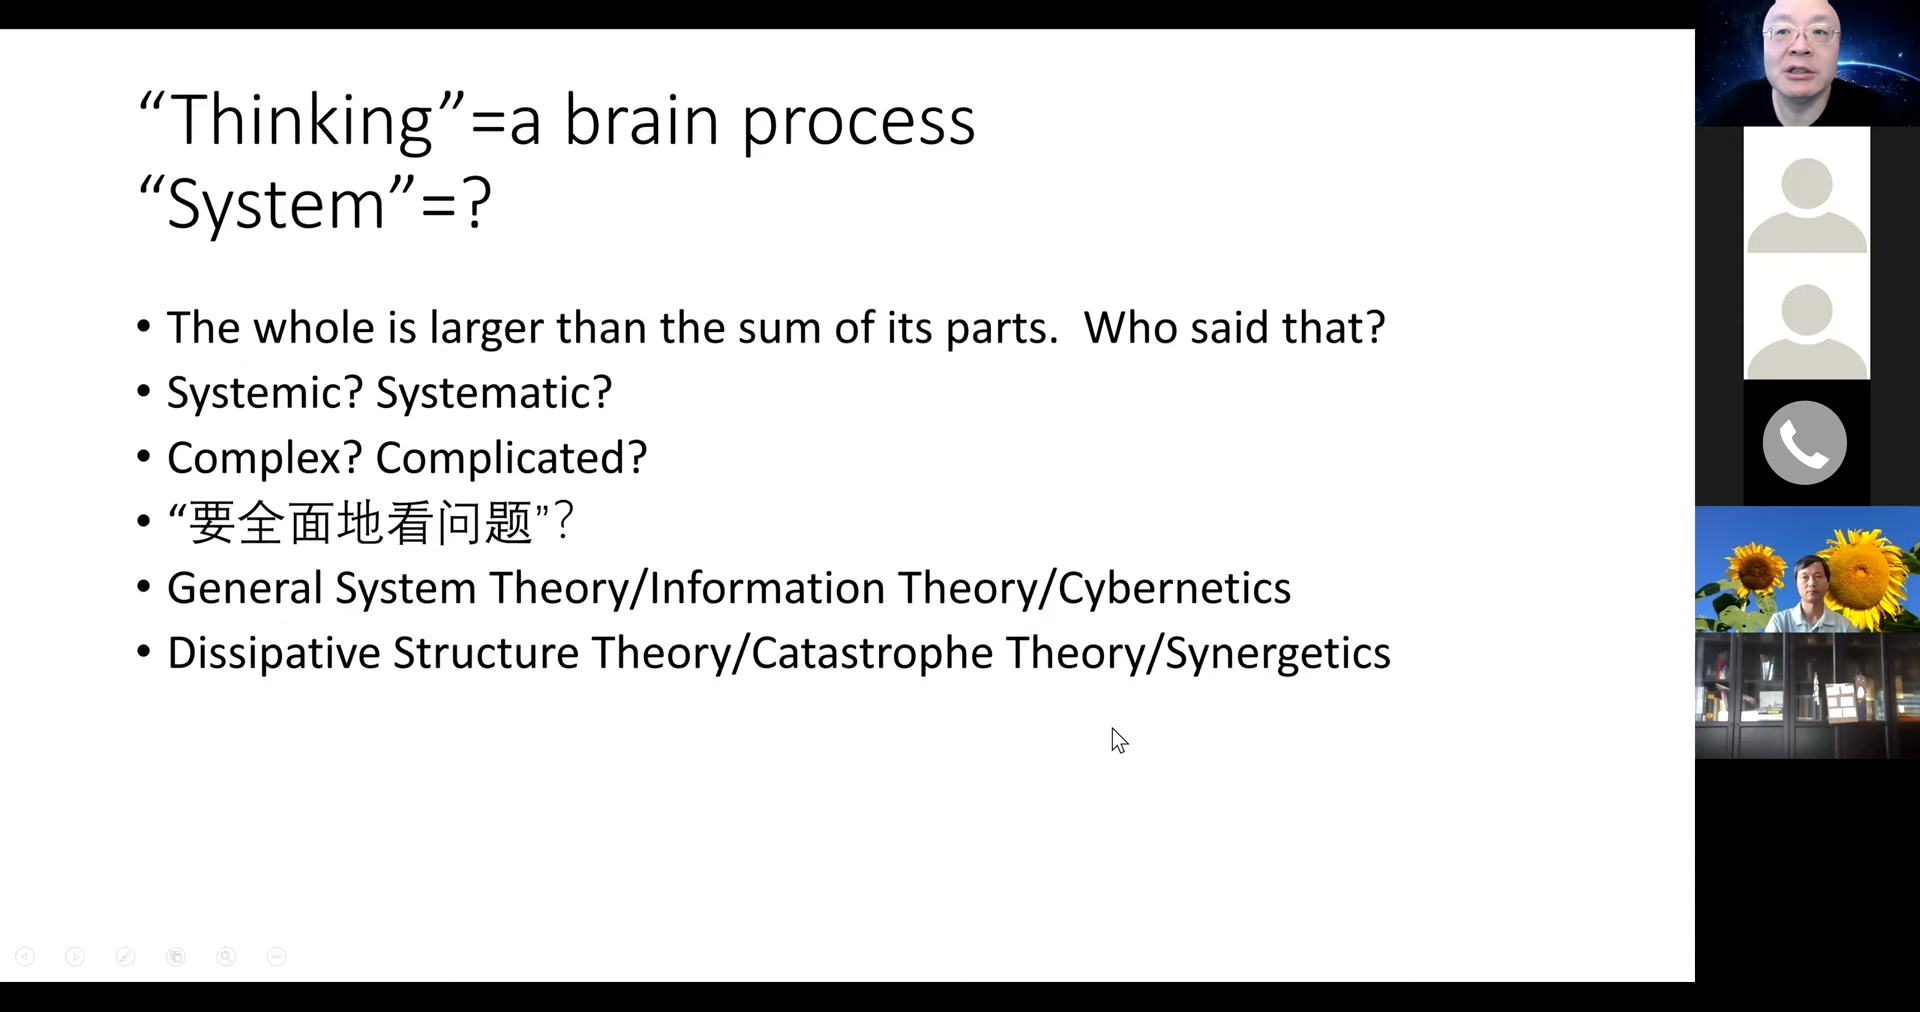 “Thinking”=a brain process
“System”=?
• The whole is larger than the sum of its parts.  Who said that?
• Systemic? Systematic?
• Complex? Complicated?
• “要全面地看问题”?
• General System Theory/Information Theory/Cybernetics
• Dissipative Structure Theory/Catastrophe Theory/Synergetics